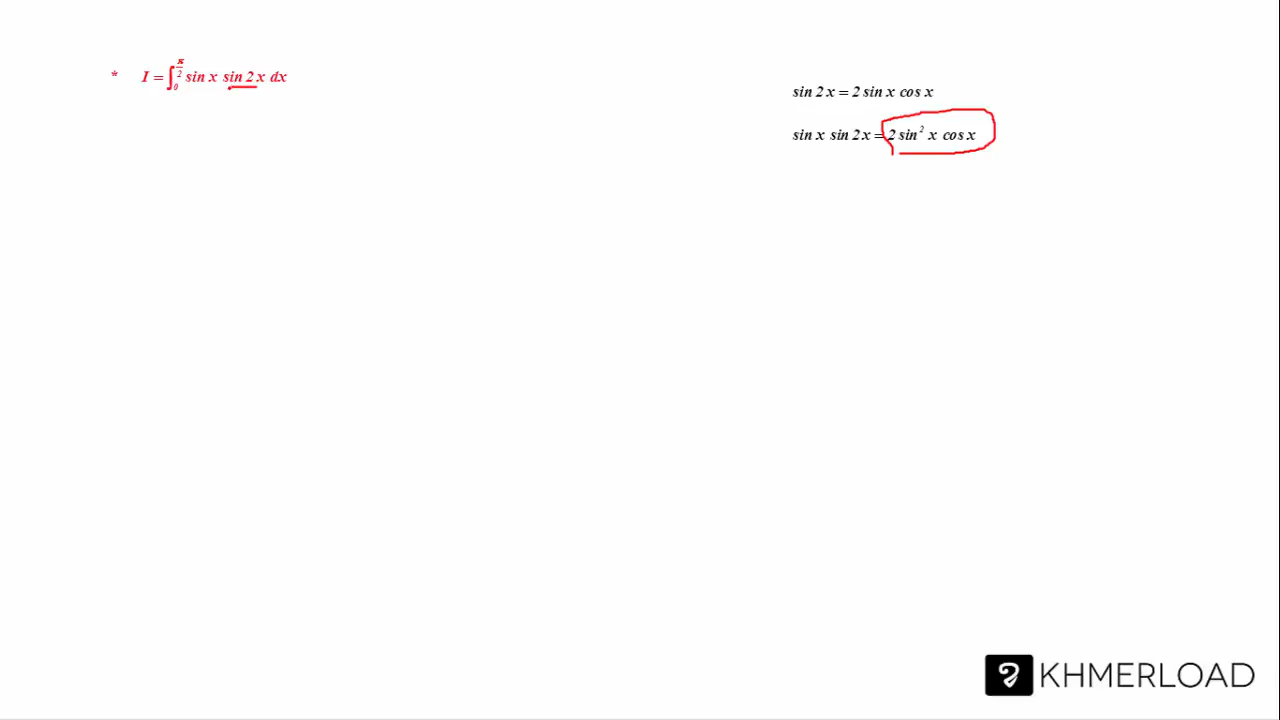 * I = ∫₀^{π/2} sin x sin 2x dx
sin 2x = 2 sin x cos x
sin x sin 2x = 2 sin² x cos x
KHMERLOAD